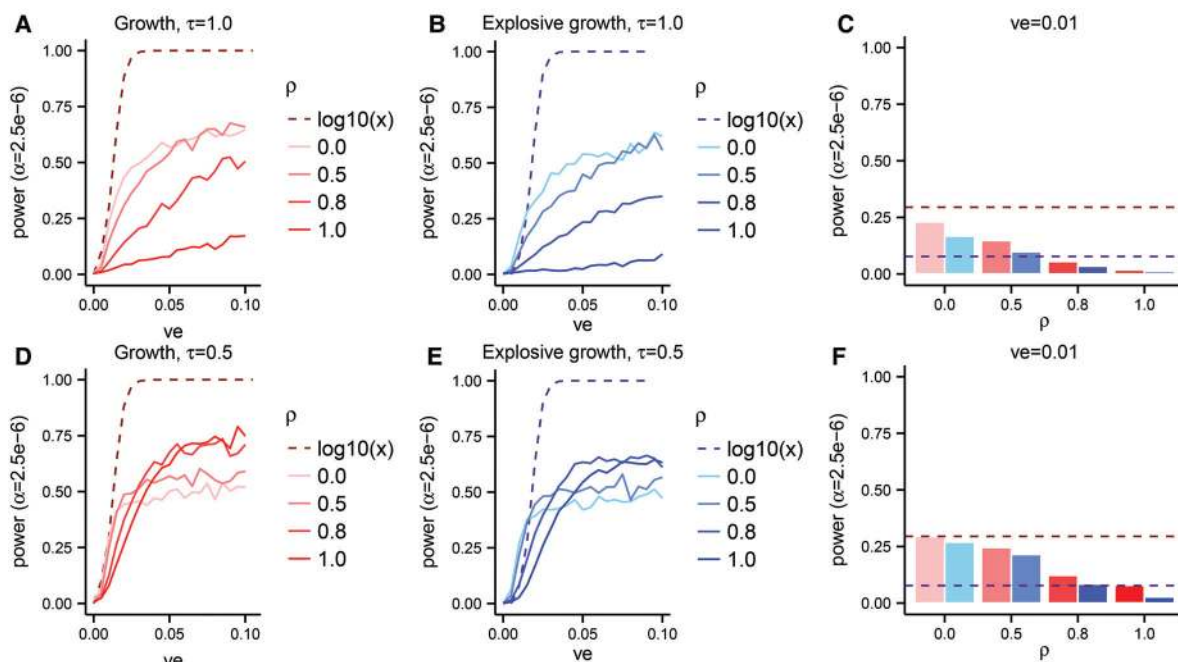 A
Growth, τ=1.0
power (α=2.5e−6)
1.00
0.75
0.50
0.25
0.00
0.00
0.05
0.10
ve
ρ
log10(x)
0.0
0.5
0.8
1.0
B
Explosive growth, τ=1.0
power (α=2.5e−6)
1.00
0.75
0.50
0.25
0.00
0.00
0.05
0.10
ve
ρ
log10(x)
0.0
0.5
0.8
1.0
C
ve=0.01
power (α=2.5e−6)
1.00
0.75
0.50
0.25
0.00
0.0
0.5
0.8
1.0
ρ
D
Growth, τ=0.5
power (α=2.5e−6)
1.00
0.75
0.50
0.25
0.00
0.00
0.05
0.10
ve
ρ
log10(x)
0.0
0.5
0.8
1.0
E
Explosive growth, τ=0.5
power (α=2.5e−6)
1.00
0.75
0.50
0.25
0.00
0.00
0.05
0.10
ve
ρ
log10(x)
0.0
0.5
0.8
1.0
F
ve=0.01
power (α=2.5e−6)
1.00
0.75
0.50
0.25
0.00
0.0
0.5
0.8
1.0
ρ